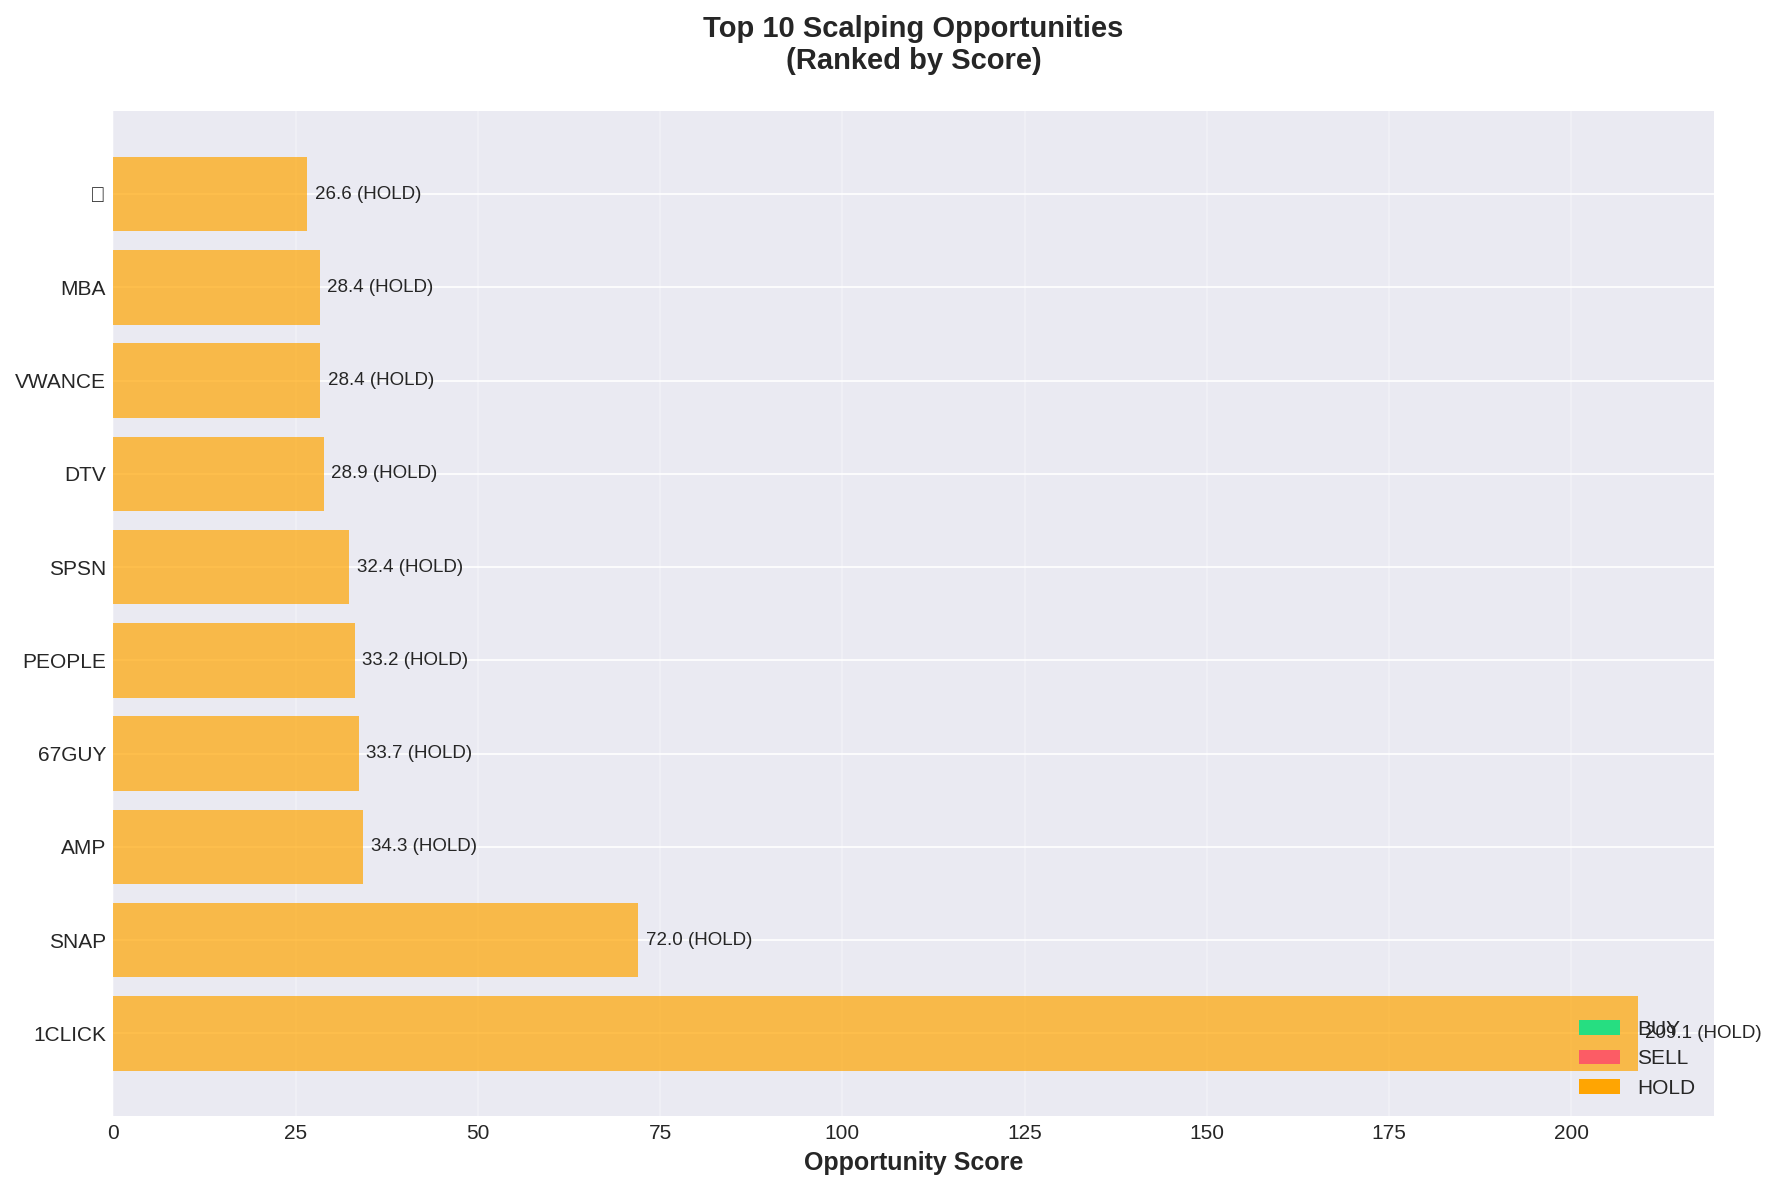 Top 10 Scalping Opportunities
(Ranked by Score)
26.6 (HOLD)
MBA 28.4 (HOLD)
VWANCE 28.4 (HOLD)
DTV 28.9 (HOLD)
SPSN 32.4 (HOLD)
PEOPLE 33.2 (HOLD)
67GUY 33.7 (HOLD)
AMP 34.3 (HOLD)
SNAP 72.0 (HOLD)
1CLICK 209.1 (HOLD)
BUY
SELL
HOLD
0 25 50 75 100 125 150 175 200
Opportunity Score